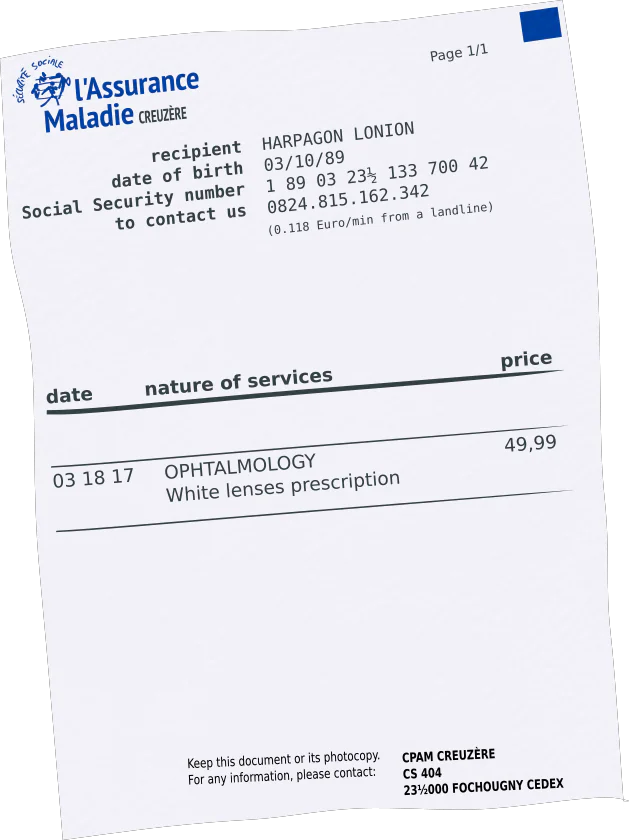 Page 1/1
SÉCURITÉ SOCIALE
l'Assurance
Maladie CREUZÈRE
recipient HARPAGON LONION
date of birth 03/10/89
Social Security number 1 89 03 23½ 133 700 42
to contact us 0824.815.162.342
(0.118 Euro/min from a landline)
date nature of services price
03 18 17 OPHTALMOLOGY 49,99
White lenses prescription
Keep this document or its photocopy.
For any information, please contact:
CPAM CREUZÈRE
CS 404
23½000 FOCHOUGNY CEDEX